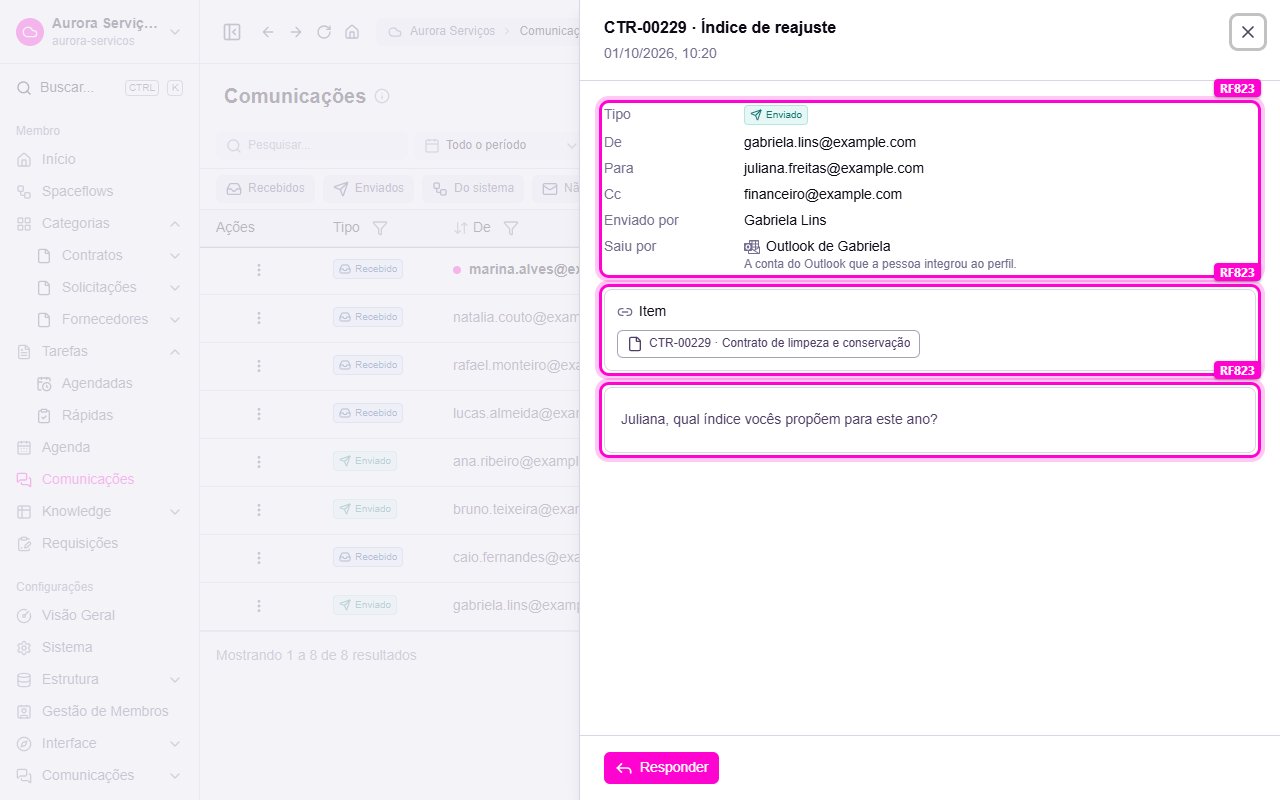 Aurora Serviç...
aurora-servicos
Buscar...
CTRL
K
Membro
Início
Spaceflows
Categorias
Contratos
Solicitações
Fornecedores
Tarefas
Agendadas
Rápidas
Agenda
Comunicações
Knowledge
Requisições
Configurações
Visão Geral
Sistema
Estrutura
Gestão de Membros
Interface
Comunicações
Aurora Serviços
Comunicaç
Comunicações
Pesquisar...
Todo o período
Recebidos
Enviados
Do sistema
Nã
Ações
Tipo
De
Recebido
marina.alves@ex
Recebido
natalia.couto@exam
Recebido
rafael.monteiro@exa
Recebido
lucas.almeida@exar
Enviado
ana.ribeiro@exampl
Enviado
bruno.teixeira@exar
Recebido
caio.fernandes@exa
Enviado
gabriela.lins@examp
Mostrando 1 a 8 de 8 resultados
CTR-00229 · Índice de reajuste
01/10/2026, 10:20
RF823
Tipo
Enviado
De
gabriela.lins@example.com
Para
juliana.freitas@example.com
Cc
financeiro@example.com
Enviado por
Gabriela Lins
Saiu por
Outlook de Gabriela
A conta do Outlook que a pessoa integrou ao perfil.
RF823
Item
CTR-00229 · Contrato de limpeza e conservação
RF823
Juliana, qual índice vocês propõem para este ano?
Responder